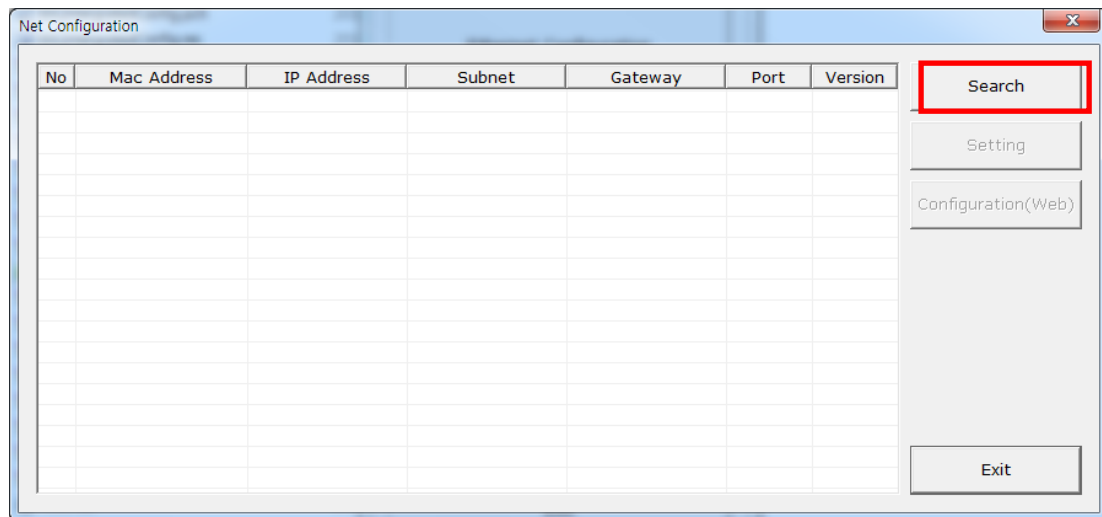 Net Configuration
No Mac Address IP Address Subnet Gateway Port Version
Search
Setting
Configuration(Web)
Exit